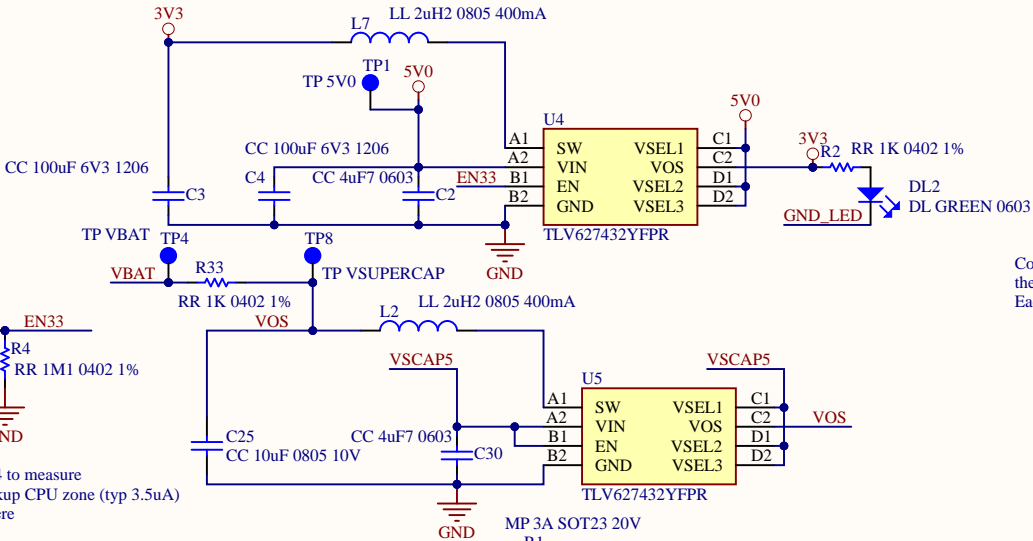 3V3
L7
LL 2uH2 0805 400mA
TP1
TP 5V0
5V0
U4
5V0
A1
SW
VSEL1
C1
3V3
CC 100uF 6V3 1206
A2
VIN
VOS
C2
R2
RR 1K 0402 1%
CC 100uF 6V3 1206
C4
CC 4uF7 0603
EN33
B1
EN
VSEL2
D1
C3
C2
B2
GND
VSEL3
D2
DL2
DL GREEN 0603
GND_LED
TLV627432YFPR
TP VBAT
TP4
TP8
GND
VBAT
R33
TP VSUPERCAP
RR 1K 0402 1%
LL 2uH2 0805 400mA
L2
VOS
EN33
R4
RR 1M1 0402 1%
VSCAP5
VSCAP5
U5
A1
SW
VSEL1
C1
A2
VIN
VOS
C2
VOS
C25
CC 10uF 0805 10V
CC 4uF7 0603
C30
B1
EN
VSEL2
D1
B2
GND
VSEL3
D2
TLV627432YFPR
to measure
CPU zone (typ 3.5uA)
GND
MP 3A SOT23 20V